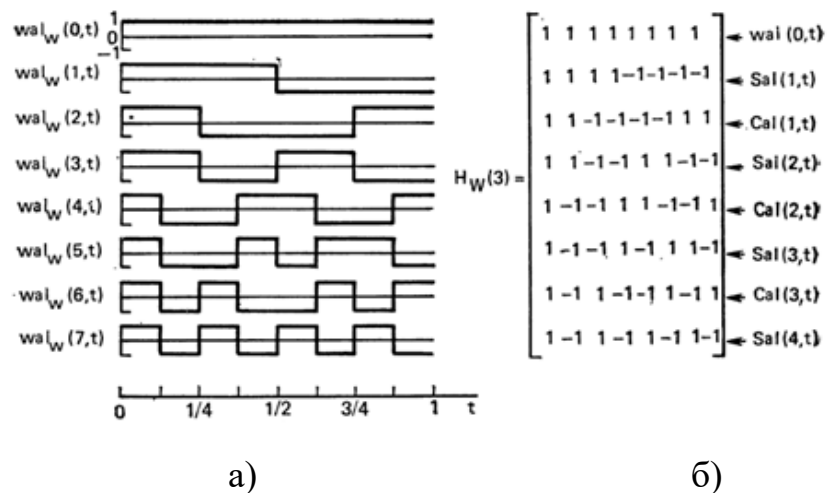 1
0
−1
wal_W(0,t)
wal_W(1,t)
wal_W(2,t)
wal_W(3,t)
wal_W(4,t)
wal_W(5,t)
wal_W(6,t)
wal_W(7,t)
0 1/4 1/2 3/4 1 t
H_W(3) =
1 1 1 1 1 1 1 1 wal(0,t)
1 1 1 1 −1 −1 −1 −1 Sal(1,t)
1 1 −1 −1 −1 −1 1 1 Cal(1,t)
1 1 −1 −1 1 1 −1 −1 Sal(2,t)
1 −1 −1 1 1 −1 −1 1 Cal(2,t)
1 −1 −1 1 −1 1 1 −1 Sal(3,t)
1 −1 1 −1 −1 1 −1 1 Cal(3,t)
1 −1 1 −1 1 −1 1 −1 Sal(4,t)
а) б)